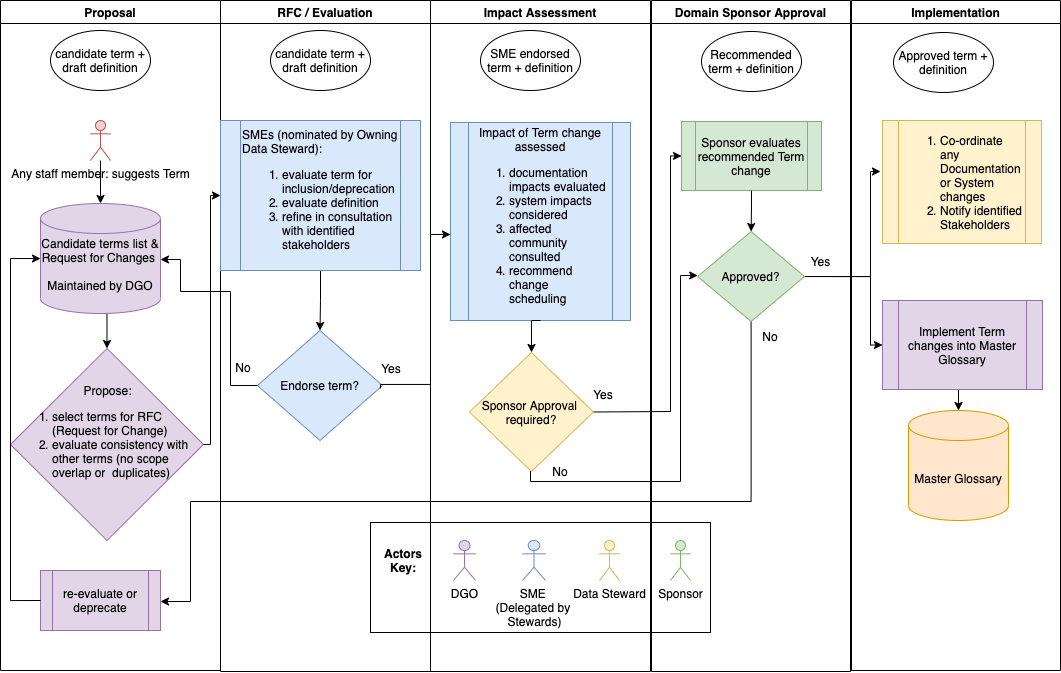 Proposal
RFC / Evaluation
Impact Assessment
Domain Sponsor Approval
Implementation
candidate term +
draft definition
candidate term +
draft definition
SME endorsed
term + definition
Recommended
term + definition
Approved term +
definition
Any staff member: suggests Term
Candidate terms list &
Request for Changes
Maintained by DGO
Propose:
1. select terms for RFC
(Request for Change)
2. evaluate consistency with
other terms (no scope
overlap or duplicates)
re-evaluate or
deprecate
SMEs (nominated by Owning
Data Steward):
1. evaluate term for
inclusion/deprecation
2. evaluate definition
3. refine in consultation
with identified
stakeholders
Endorse term?
No
Yes
Impact of Term change
assessed
1. documentation
impacts evaluated
2. system impacts
considered
3. affected
community
consulted
4. recommend
change
scheduling
Sponsor Approval
required?
Yes
No
Sponsor evaluates
recommended Term
change
Approved?
Yes
No
1. Co-ordinate
any
Documentation
or System
changes
2. Notify identified
Stakeholders
Implement Term
changes into Master
Glossary
Master Glossary
Actors
Key:
DGO
SME
(Delegated by
Stewards)
Data Steward
Sponsor